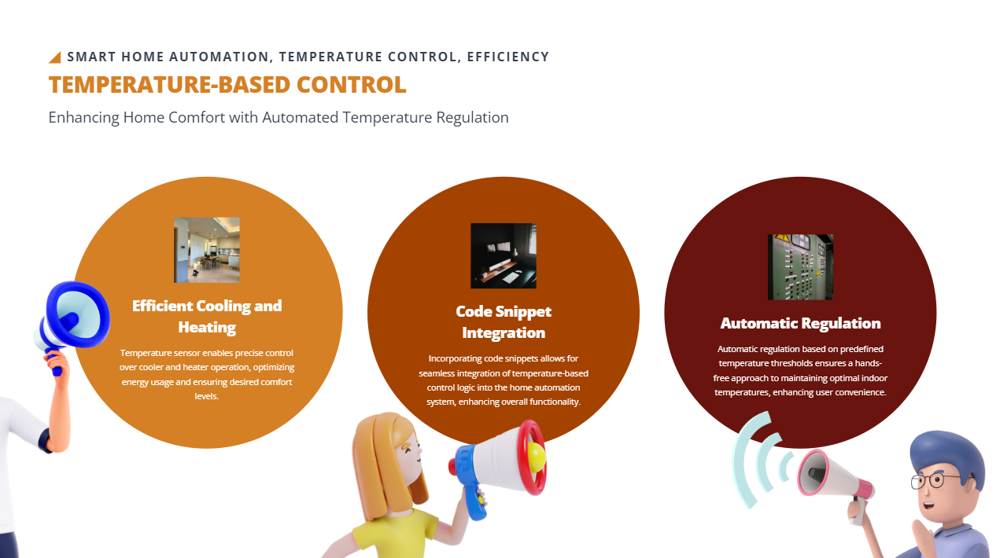 SMART HOME AUTOMATION, TEMPERATURE CONTROL, EFFICIENCY
TEMPERATURE-BASED CONTROL
Enhancing Home Comfort with Automated Temperature Regulation
Efficient Cooling and
Heating
Temperature sensor enables precise control
over cooler and heater operation, optimizing
energy usage and ensuring desired comfort
levels.
Code Snippet
Integration
Incorporating code snippets allows for
seamless integration of temperature-based
control logic into the home automation
system, enhancing overall functionality.
Automatic Regulation
Automatic regulation based on predefined
temperature thresholds ensures a hands-
free approach to maintaining optimal indoor
temperatures, enhancing user convenience.